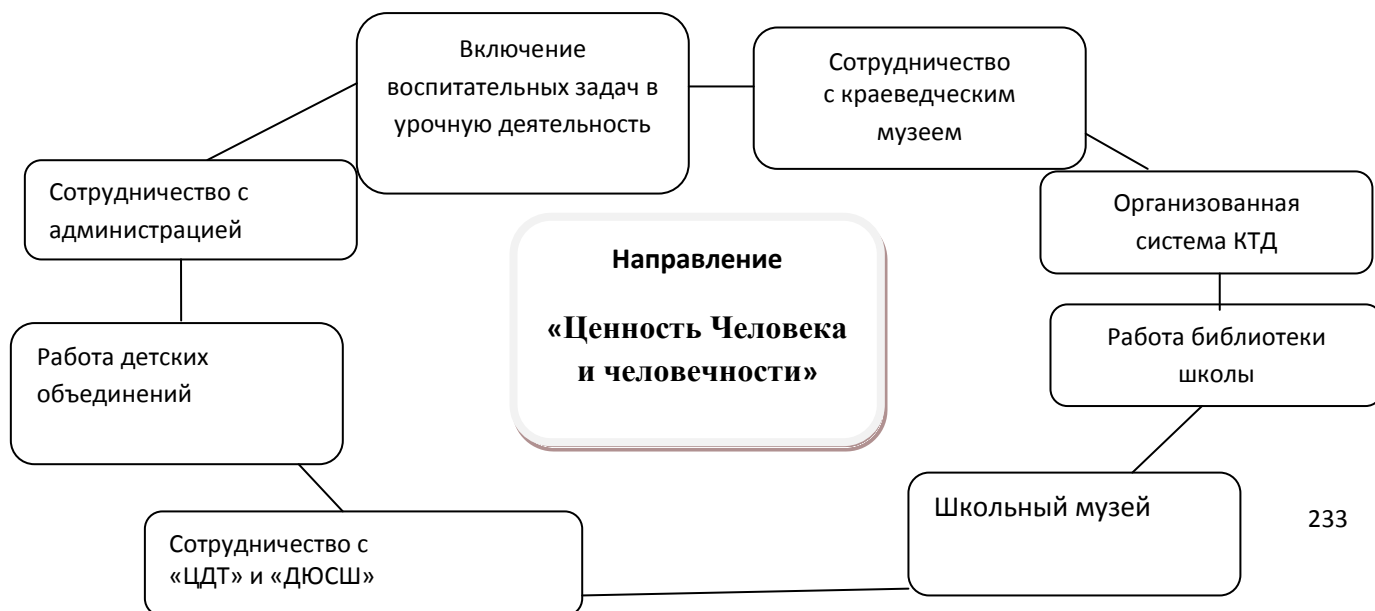 Включение
воспитательных задач в
урочную деятельность
Сотрудничество
с краеведческим
музеем
Сотрудничество с
администрацией
Организованная
система КТД
Направление
«Ценность Человека
и человечности»
Работа детских
объединений
Работа библиотеки
школы
Школьный музей
233
Сотрудничество с
«ЦДТ» и «ДЮСШ»